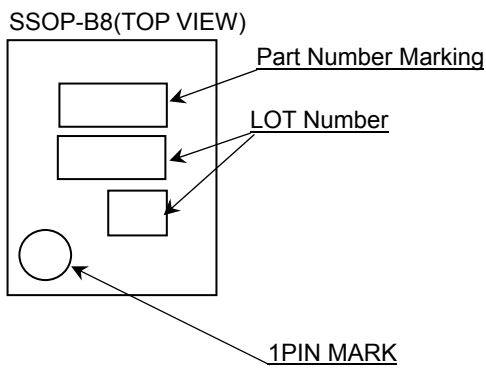 SSOP-B8(TOP VIEW)
Part Number Marking
LOT Number
1PIN MARK